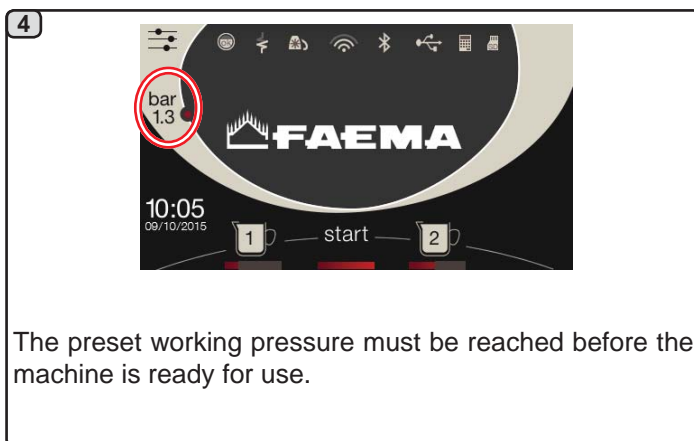 4
bar
1.3
FAEMA
10:05
09/10/2015
1
start
2
The preset working pressure must be reached before the
machine is ready for use.